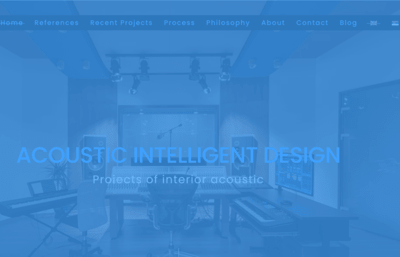 Home References Recent Projects Process Philosophy About Contact Blog
ACOUSTIC INTELLIGENT DESIGN
Projects of interior acoustic